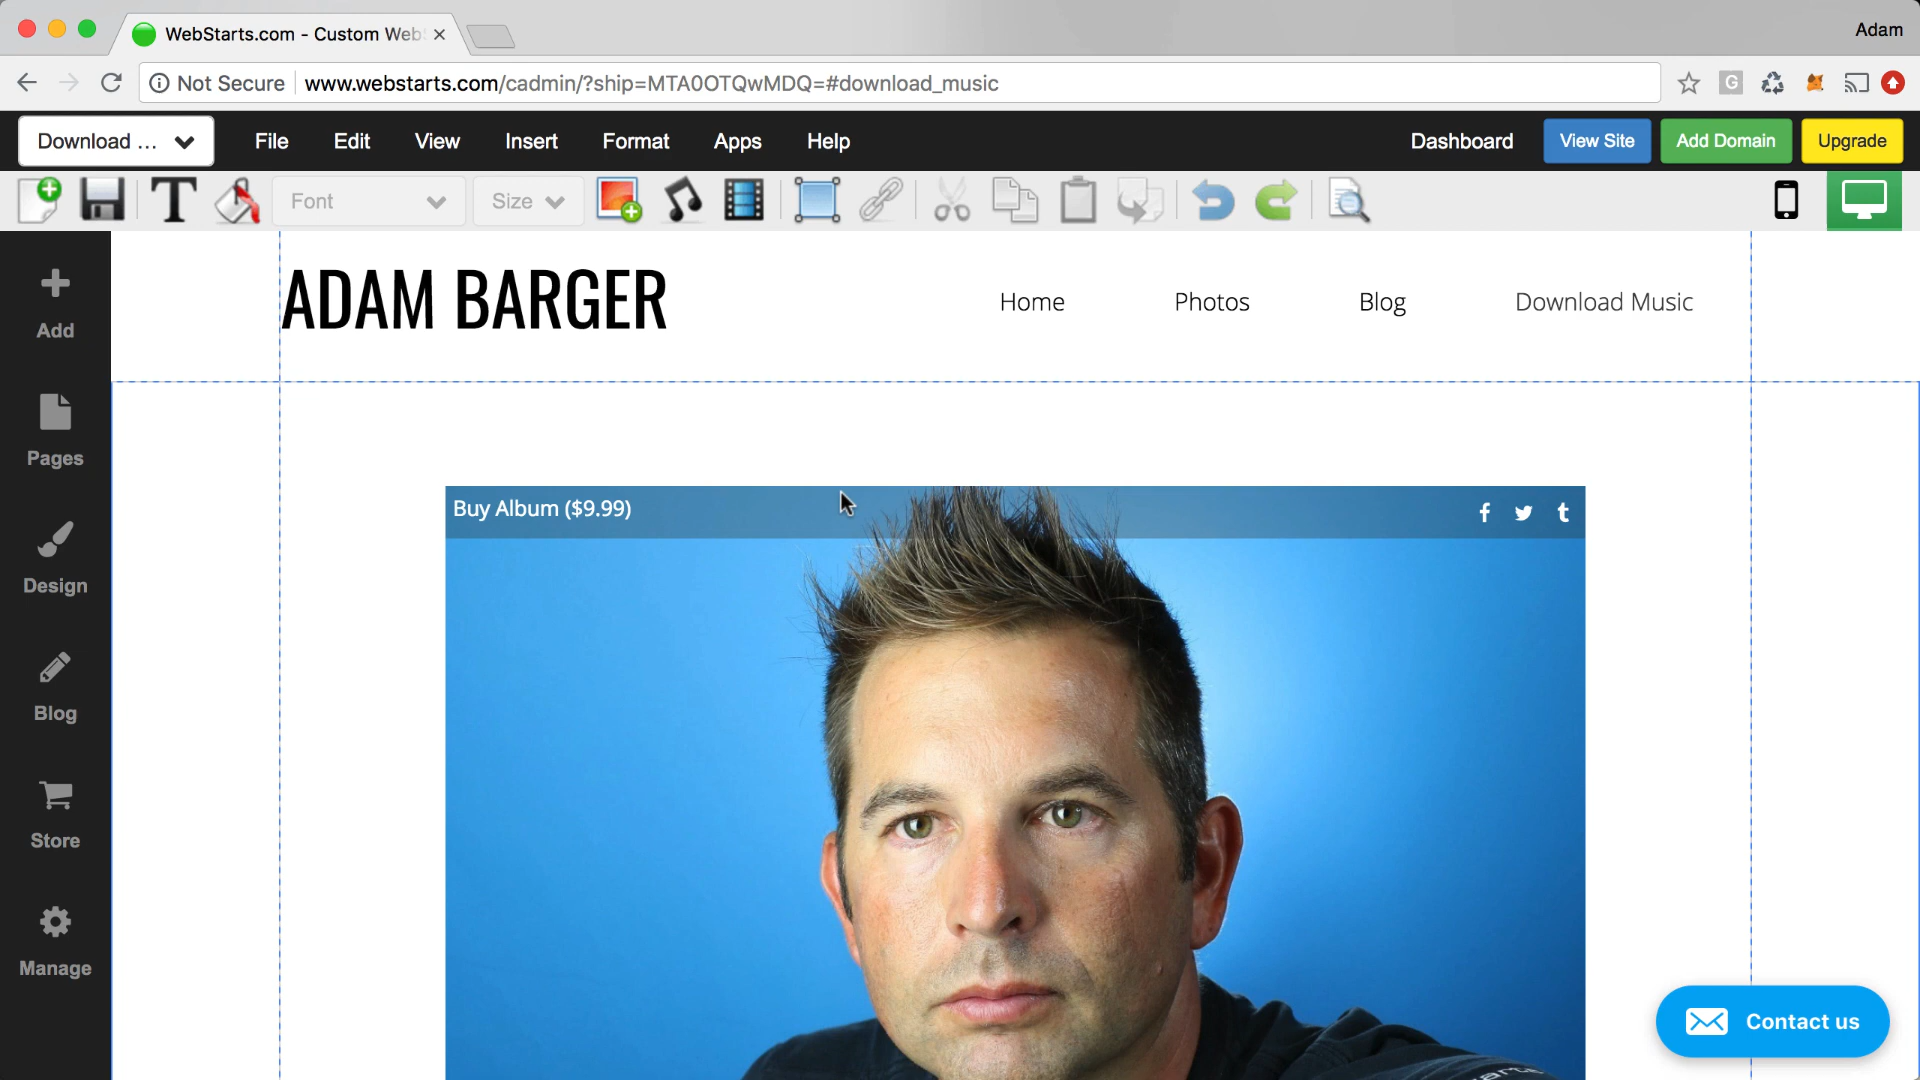 WebStarts.com - Custom Web
Adam
Not Secure
www.webstarts.com/cadmin/?ship=MTA0OTQwMDQ=#download_music
G
Download ...
File
Edit
View
Insert
Format
Apps
Help
Dashboard
View Site
Add Domain
Upgrade
T
Font
Size
Add
Pages
Design
Blog
Store
Manage
ADAM BARGER
Home
Photos
Blog
Download Music
Buy Album ($9.99)
Contact us